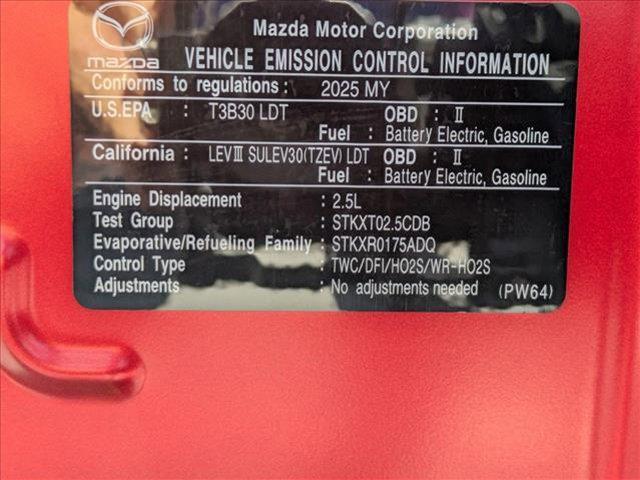 Mazda Motor Corporation
mazda VEHICLE EMISSION CONTROL INFORMATION
Conforms to regulations : 2025 MY
U.S.EPA : T3B30 LDT OBD : II
Fuel : Battery Electric, Gasoline
California : LEVIII SULEV30(TZEV) LDT OBD : II
Fuel : Battery Electric, Gasoline
Engine Displacement : 2.5L
Test Group : STKXT02.5CDB
Evaporative/Refueling Family : STKXR0175ADQ
Control Type : TWC/DFI/HO2S/WR-HO2S
Adjustments : No adjustments needed (PW64)